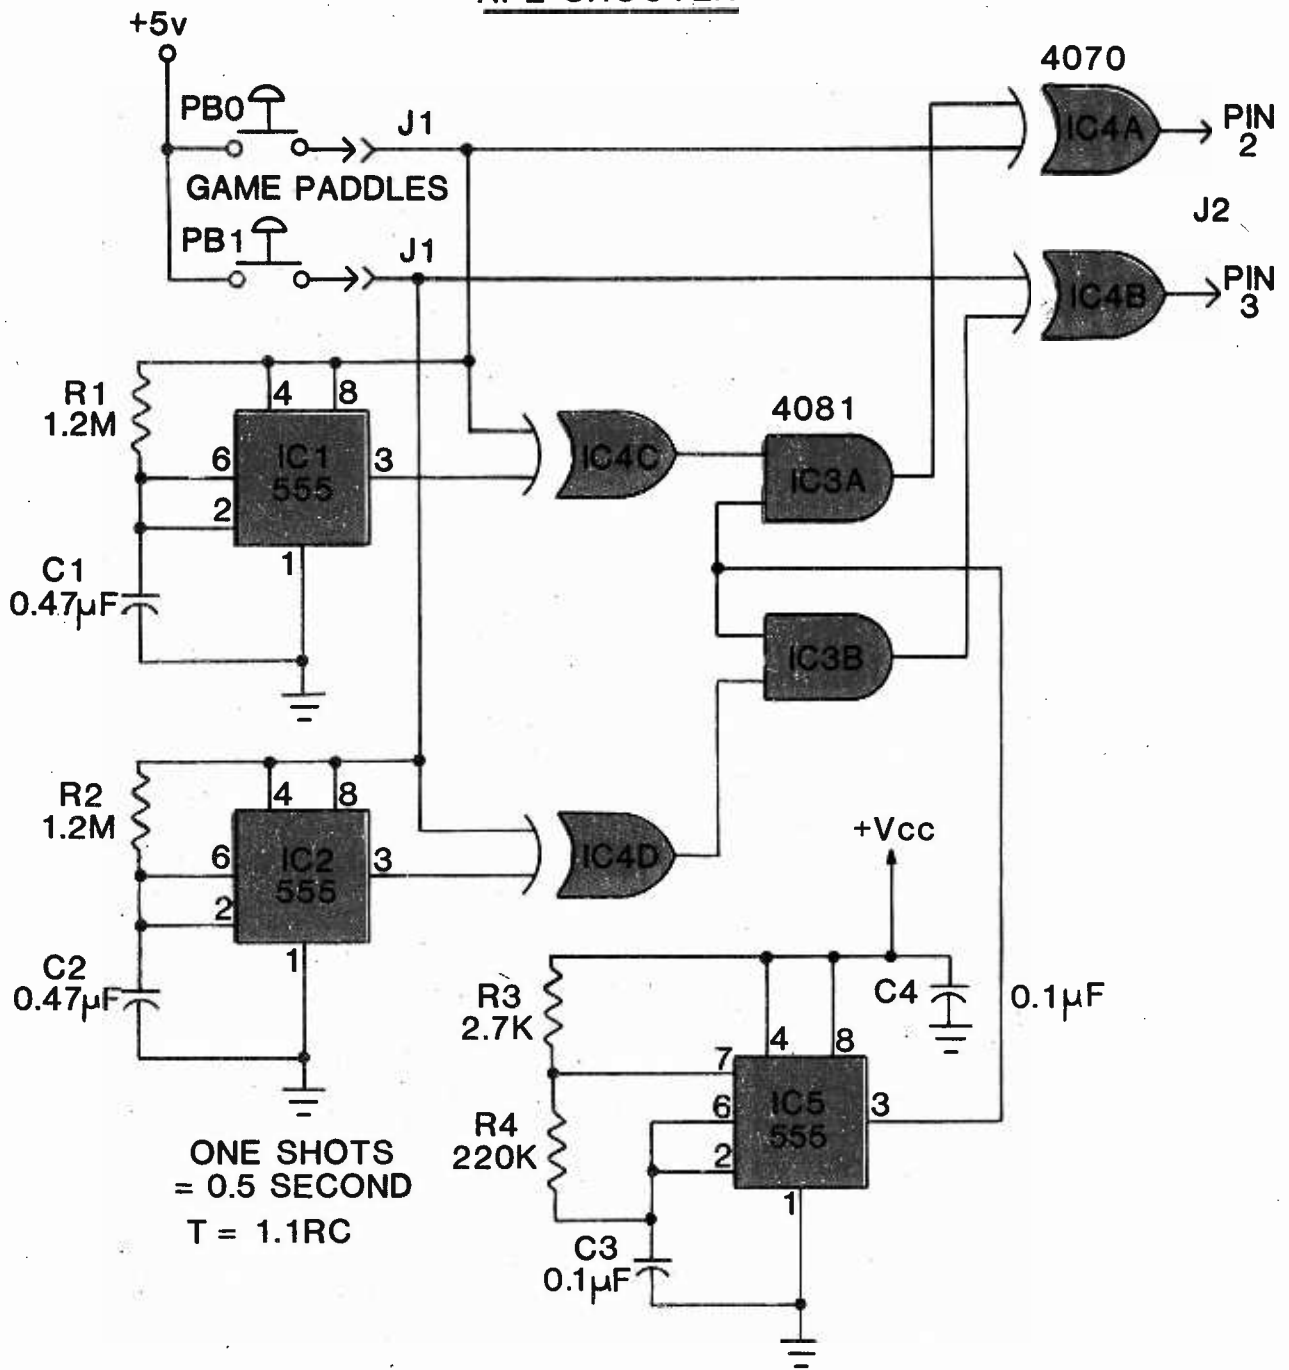 +5v
PB0
J1
GAME PADDLES
PB1
J1
4070
IC4A
PIN
2
J2
IC4B
PIN
3
R1
1.2M
4
8
6
IC1
555
3
2
1
C1
0.47µF
IC4C
4081
IC3A
IC3B
R2
1.2M
4
8
6
IC2
555
3
2
1
C2
0.47µF
IC4D
+Vcc
C4
0.1µF
R3
2.7K
4
8
7
6
IC5
555
3
R4
220K
2
1
C3
0.1µF
ONE SHOTS
= 0.5 SECOND
T = 1.1RC